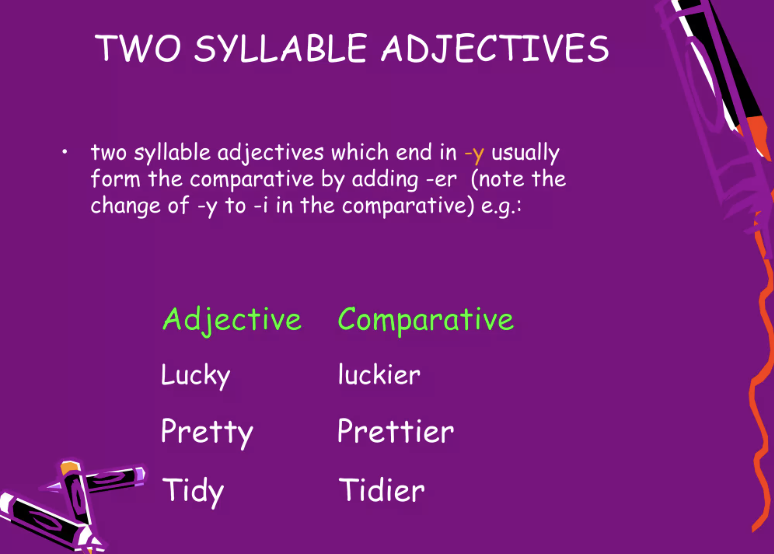 TWO SYLLABLE ADJECTIVES
• two syllable adjectives which end in -y usually
form the comparative by adding -er (note the
change of -y to -i in the comparative) e.g.:
Adjective Comparative
Lucky luckier
Pretty Prettier
Tidy Tidier